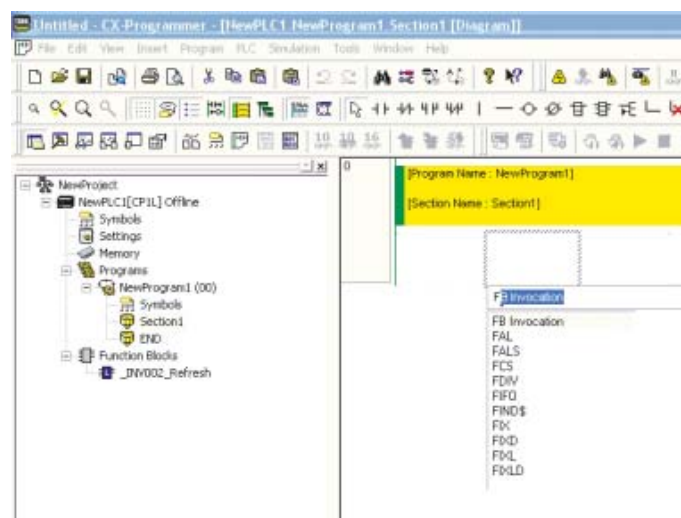 Untitled - CX-Programmer - [NewPLC1.NewProgram1.Section1 [Diagram]]
File Edit View Insert Program PLC Simulation Tools Window Help
NewProject
NewPLC1[CP1L] Offline
Symbols
Settings
Memory
Programs
NewProgram1 (00)
Symbols
Section1
END
Function Blocks
_INV002_Refresh
0
[Program Name : NewProgram1]
[Section Name : Section1]
FB Invocation
FB Invocation
FAL
FALS
FCS
FDIV
FIFO
FIND$
FIX
FIXD
FIXL
FIXLD